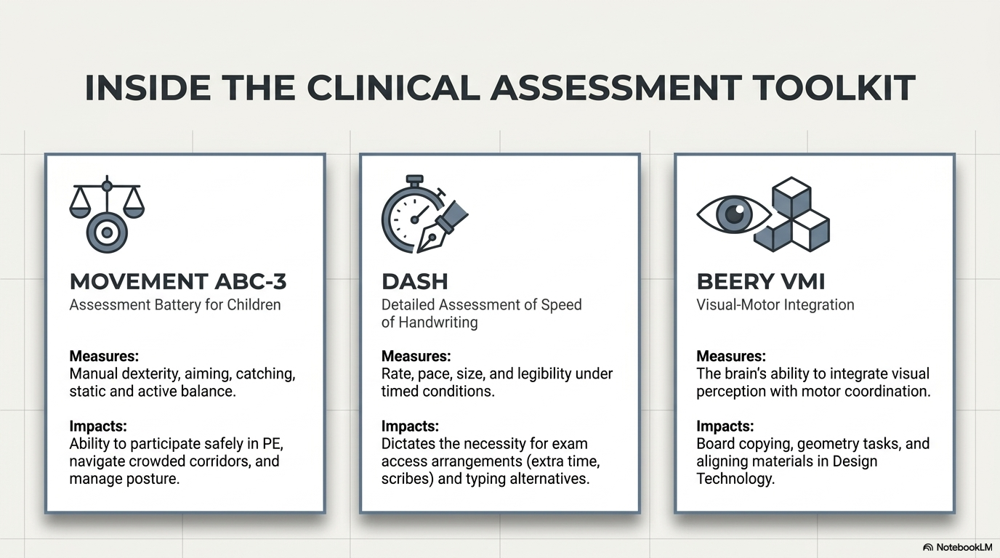 INSIDE THE CLINICAL ASSESSMENT TOOLKIT
MOVEMENT ABC-3
Assessment Battery for Children
Measures:
Manual dexterity, aiming, catching,
static and active balance.
Impacts:
Ability to participate safely in PE,
navigate crowded corridors, and
manage posture.
DASH
Detailed Assessment of Speed
of Handwriting
Measures:
Rate, pace, size, and legibility under
timed conditions.
Impacts:
Dictates the necessity for exam
access arrangements (extra time,
scribes) and typing alternatives.
BEERY VMI
Visual-Motor Integration
Measures:
The brain's ability to integrate visual
perception with motor coordination.
Impacts:
Board copying, geometry tasks, and
aligning materials in Design
Technology.
NotebookLM